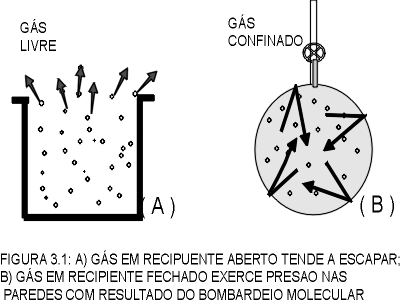 GÁS
LIVRE
GÁS
CONFINADO
( A )
( B )
FIGURA 3.1: A) GÁS EM RECIPUENTE ABERTO TENDE A ESCAPAR;
B) GÁS EM RECIPIENTE FECHADO EXERCE PRESAO NAS
PAREDES COM RESULTADO DO BOMBARDEIO MOLECULAR